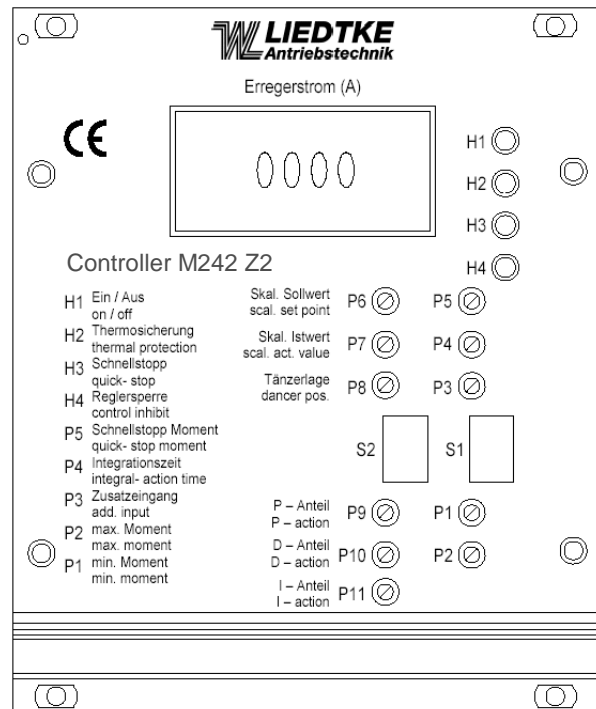 LIEDTKE
Antriebstechnik
Erregerstrom (A)
CE
0000
H1
H2
H3
H4
Controller M242 Z2
H1 Ein / Aus
on / off
H2 Thermosicherung
thermal protection
H3 Schnellstopp
quick- stop
H4 Reglersperre
control inhibit
P5 Schnellstopp Moment
quick- stop moment
P4 Integrationszeit
integral- action time
P3 Zusatzeingang
add. input
P2 max. Moment
max. moment
P1 min. Moment
min. moment
Skal. Sollwert
scal. set point
P6 P5
Skal. Istwert
scal. act. value
P7 P4
Tänzerlage
dancer pos.
P8 P3
S2 S1
P – Anteil
P – action
P9 P1
D – Anteil
D – action
P10 P2
I – Anteil
I – action
P11